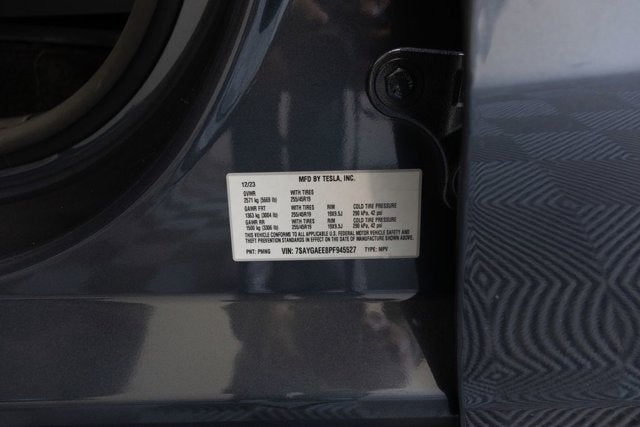 MFD BY TESLA, INC.
12/23
GVWR WITH TIRES
2571 kg (5669 lb) 255/45R19
GAWR FRT WITH TIRES RIM COLD TIRE PRESSURE
1363 kg (3004 lb) 255/45R19 19X9.5J 290 kPa, 42 psi
GAWR RR WITH TIRES RIM COLD TIRE PRESSURE
1500 kg (3306 lb) 255/45R19 19X9.5J 290 kPa, 42 psi
THIS VEHICLE CONFORMS TO ALL APPLICABLE U.S. FEDERAL MOTOR VEHICLE SAFETY AND
THEFT PREVENTION STANDARDS IN EFFECT ON THE DATE OF MANUFACTURE SHOWN ABOVE.
PNT: PMNG VIN: 7SAYGAEE8PF945527 TYPE: MPV